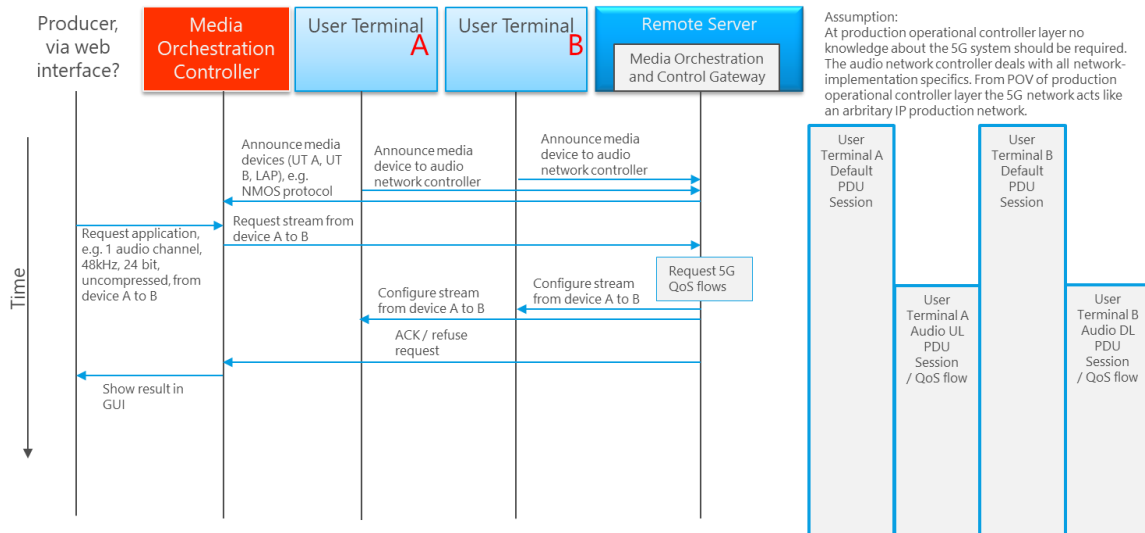 Producer,
via web
interface?
Media
Orchestration
Controller
User Terminal
A
User Terminal
B
Remote Server
Media Orchestration
and Control Gateway
Assumption:
At production operational controller layer no
knowledge about the 5G system should be required.
The audio network controller deals with all network-
implementation specifics. From POV of production
operational controller layer the 5G network acts like
an arbritary IP production network.
Time
Announce media
devices (UT A, UT
B, LAP), e.g.
NMOS protocol
Announce media
device to audio
network controller
Announce media
device to audio
network controller
Request application,
e.g. 1 audio channel,
48kHz, 24 bit,
uncompressed, from
device A to B
Request stream from
device A to B
Request 5G
QoS flows
Configure stream
from device A to B
Configure stream
from device A to B
ACK / refuse
request
Show result in
GUI
User
Terminal A
Default
PDU
Session
User
Terminal A
Audio UL
PDU
Session
/ QoS flow
User
Terminal B
Default
PDU
Session
User
Terminal B
Audio DL
PDU
Session
/ QoS flow